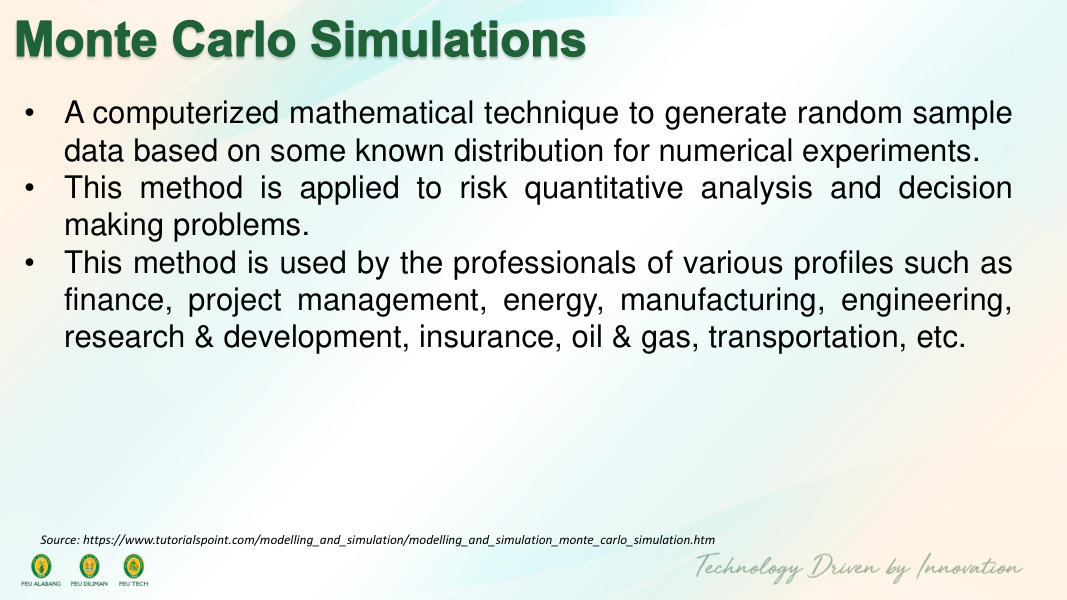 Monte Carlo Simulations
• A computerized mathematical technique to generate random sample
data based on some known distribution for numerical experiments.
• This method is applied to risk quantitative analysis and decision
making problems.
• This method is used by the professionals of various profiles such as
finance, project management, energy, manufacturing, engineering,
research & development, insurance, oil & gas, transportation, etc.
Source: https://www.tutorialspoint.com/modelling_and_simulation/modelling_and_simulation_monte_carlo_simulation.htm
FEU ALABANG FEU DILIMAN FEU TECH
Technology Driven by Innovation